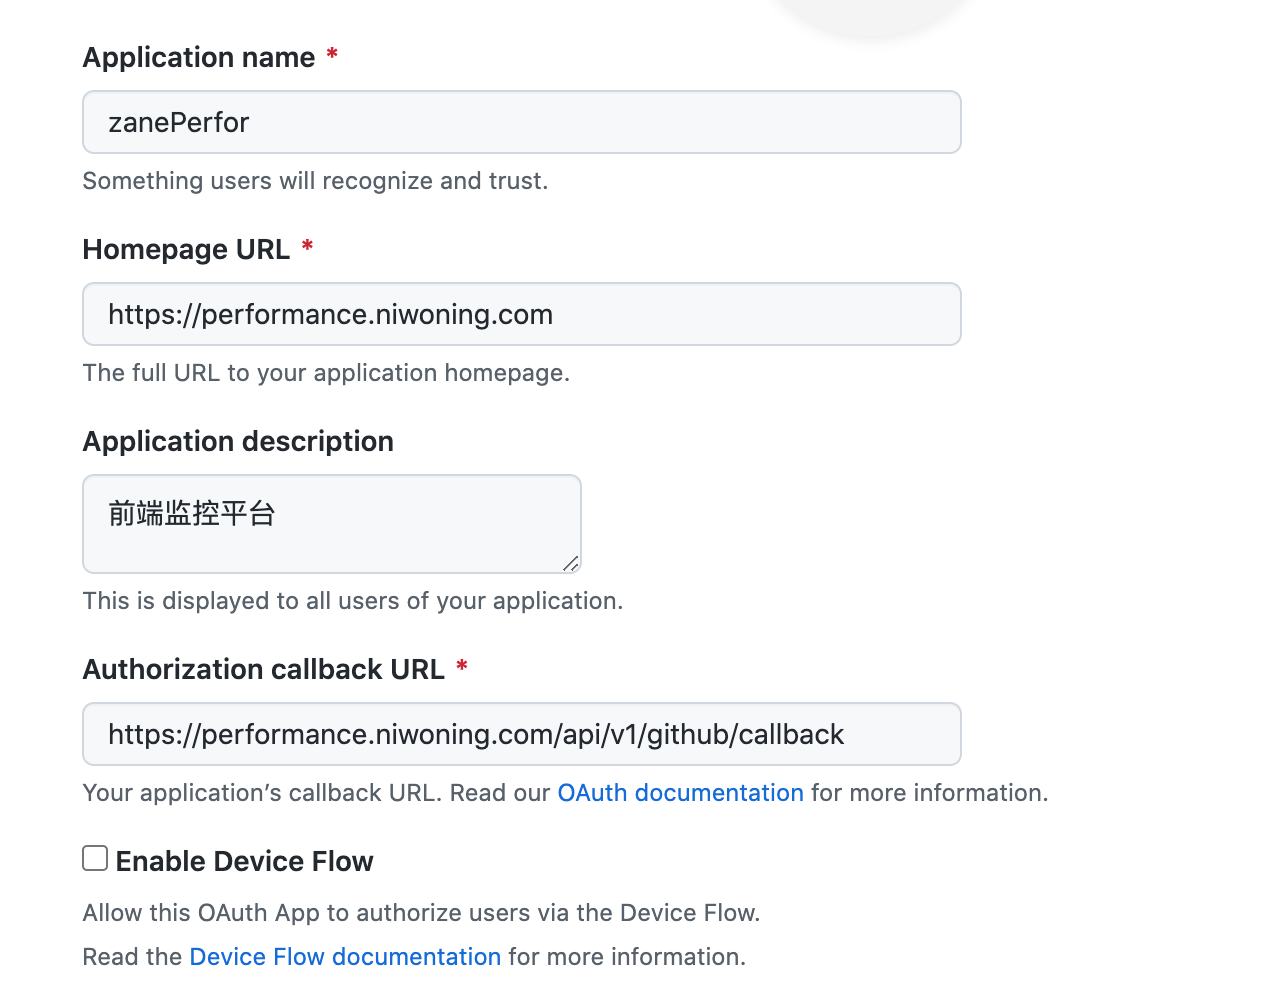 Application name *
zanePerfor
Something users will recognize and trust.
Homepage URL *
https://performance.niwoning.com
The full URL to your application homepage.
Application description
前端监控平台
This is displayed to all users of your application.
Authorization callback URL *
https://performance.niwoning.com/api/v1/github/callback
Your application’s callback URL. Read our OAuth documentation for more information.
Enable Device Flow
Allow this OAuth App to authorize users via the Device Flow.
Read the Device Flow documentation for more information.